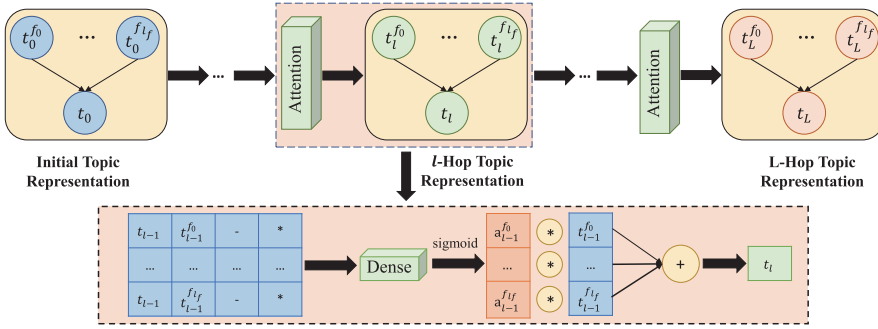 t_0^{f_0} ... t_0^{f_{l_f}}
t_0
...
Attention
t_l^{f_0} ... t_l^{f_{l_f}}
t_l
...
Attention
t_L^{f_0} ... t_L^{f_{l_f}}
t_L
Initial Topic
Representation
l-Hop Topic
Representation
L-Hop Topic
Representation
t_{l-1} t_{l-1}^{f_0} - *
... ... ... ...
t_{l-1} t_{l-1}^{f_{l_f}} - *
Dense
sigmoid
a_{l-1}^{f_0} * t_{l-1}^{f_0}
... * ...
a_{l-1}^{f_{l_f}} * t_{l-1}^{f_{l_f}}
+
t_l